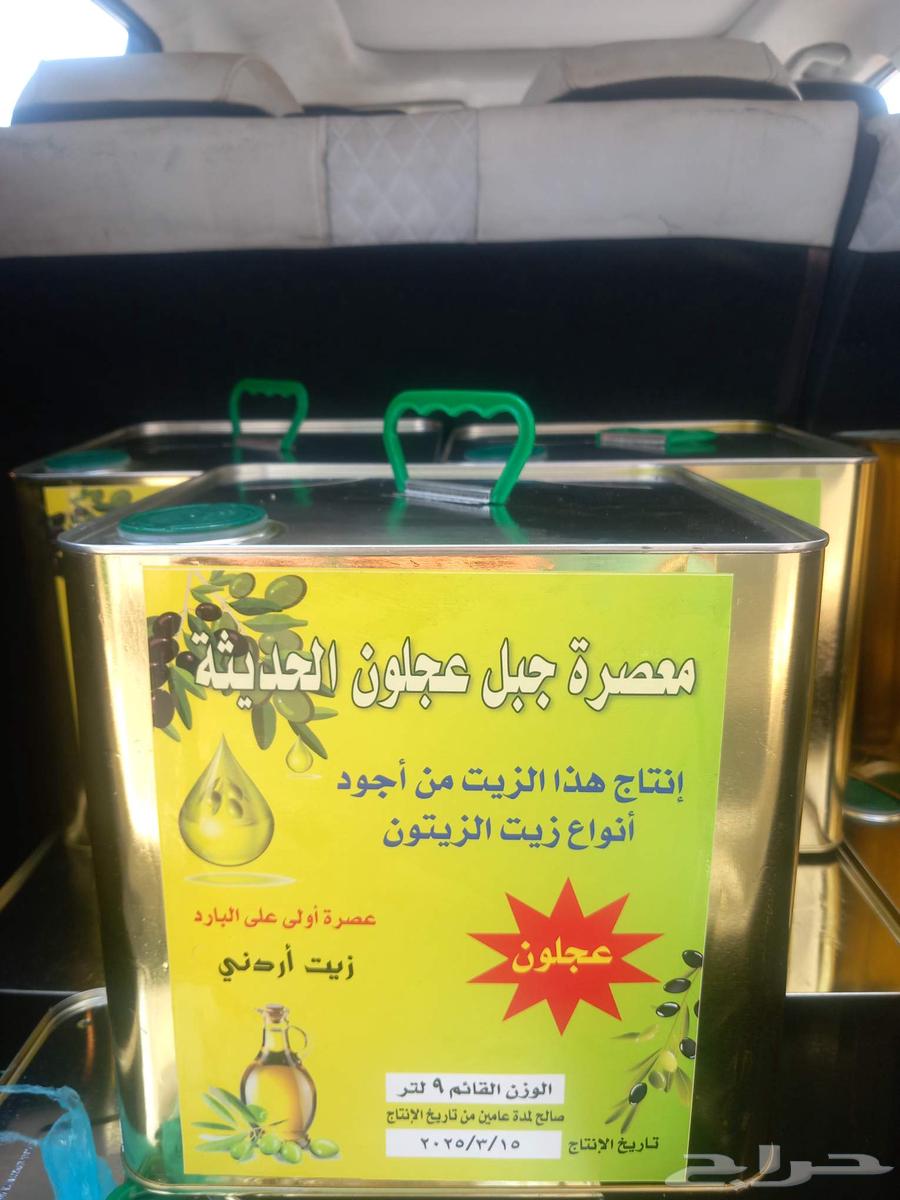 معصرة جبل عجلون الحديثة
إنتاج هذا الزيت من أجود
أنواع زيت الزيتون
عصرة أولى على البارد
زيت أردني
عجلون
الوزن القائم ٩ لتر
صالح لمدة عامين من تاريخ الإنتاج
تاريخ الإنتاج ٢٠٢٥/٣/١٥
حراج